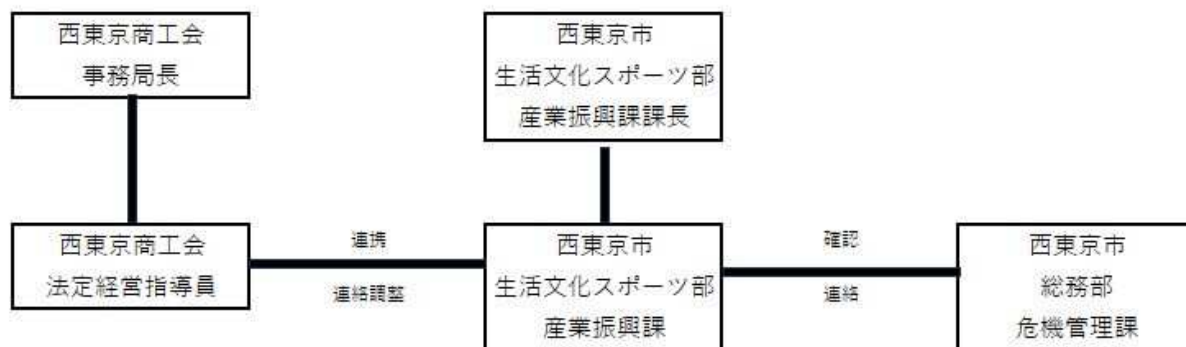 西東京商工会
事務局長
西東京市
生活文化スポーツ部
産業振興課課長
西東京商工会
法定経営指導員
連携
連絡調整
西東京市
生活文化スポーツ部
産業振興課
確認
連絡
西東京市
総務部
危機管理課